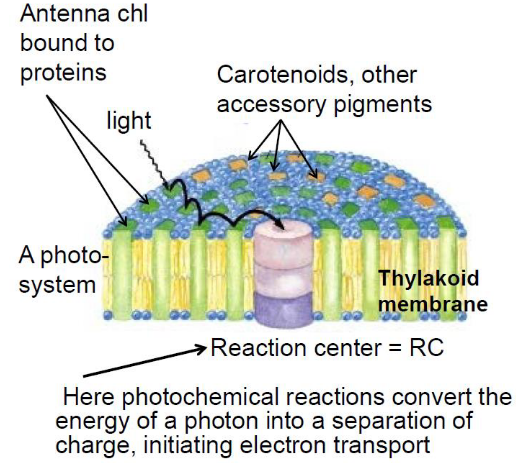 Antenna chl
bound to
proteins
Carotenoids, other
accessory pigments
light
A photo-
system
Thylakoid
membrane
Reaction center = RC
Here photochemical reactions convert the
energy of a photon into a separation of
charge, initiating electron transport